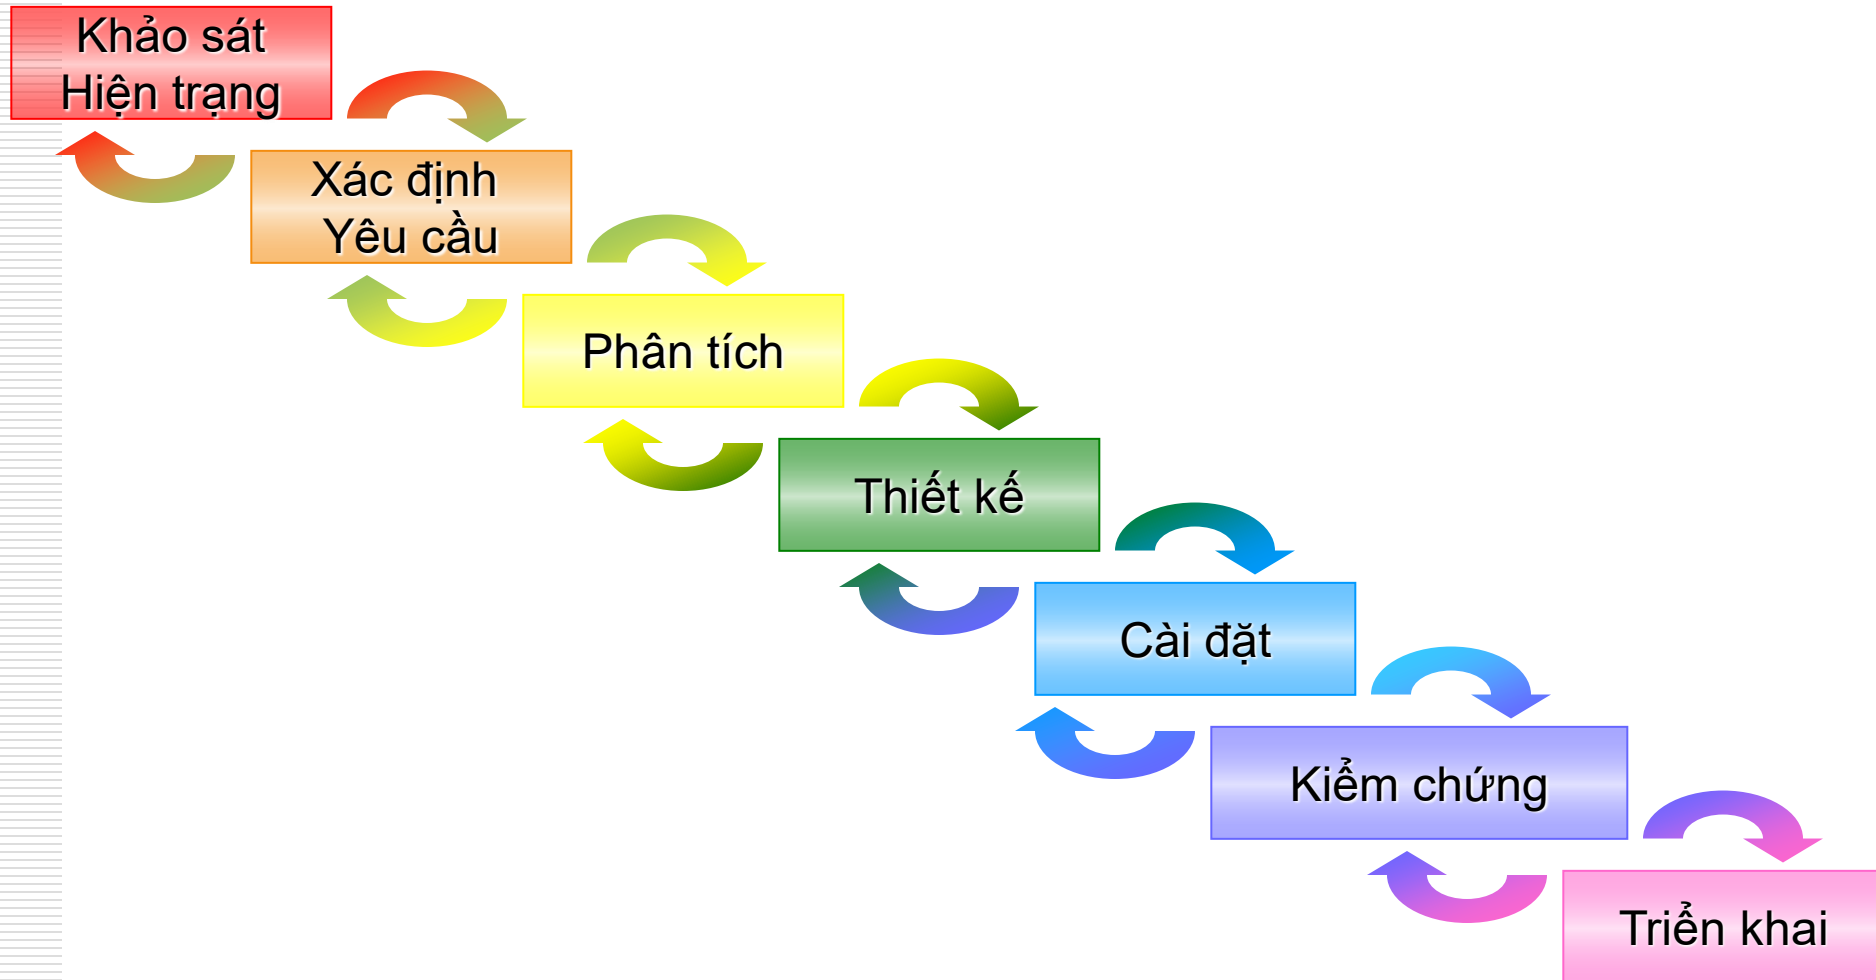 Khảo sát
Hiện trạng
Xác định
Yêu cầu
Phân tích
Thiết kế
Cài đặt
Kiểm chứng
Triển khai